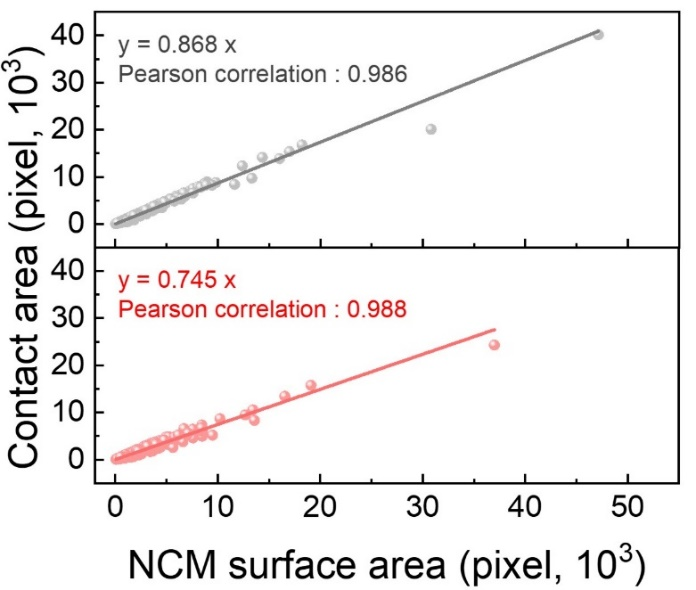 Contact area (pixel, 10³)
40
30
20
10
0
y = 0.868 x
Pearson correlation : 0.986
40
30
20
10
0
y = 0.745 x
Pearson correlation : 0.988
0 10 20 30 40 50
NCM surface area (pixel, 10³)